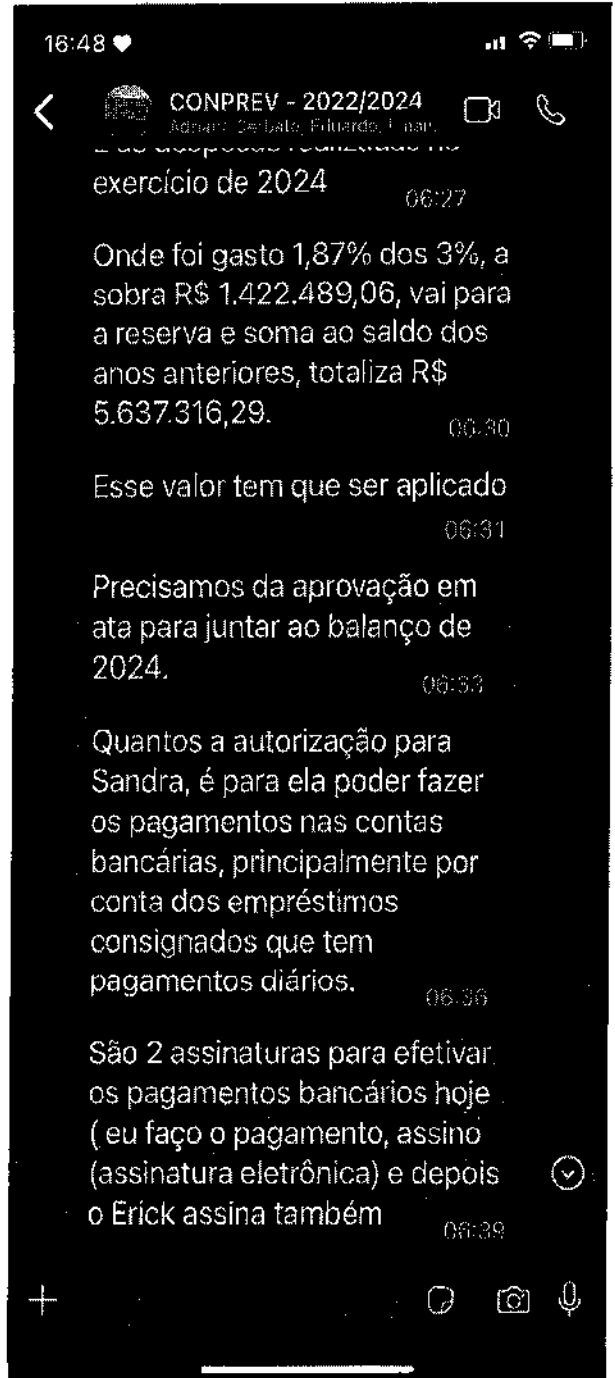 16:48
CONPREV - 2022/2024
Eduardo,
exercício de 2024
06:27
Onde foi gasto 1,87% dos 3%, a
sobra R$ 1.422.489,06, vai para
a reserva e soma ao saldo dos
anos anteriores, totaliza R$
5.637.316,29.
06:30
Esse valor tem que ser aplicado
06:31
Precisamos da aprovação em
ata para juntar ao balanço de
2024.
06:33
Quantos a autorização para
Sandra, é para ela poder fazer
os pagamentos nas contas
bancárias, principalmente por
conta dos empréstimos
consignados que tem
pagamentos diários.
06:36
São 2 assinaturas para efetivar
os pagamentos bancários hoje
( eu faço o pagamento, assino
(assinatura eletrônica) e depois
o Erick assina também
06:39